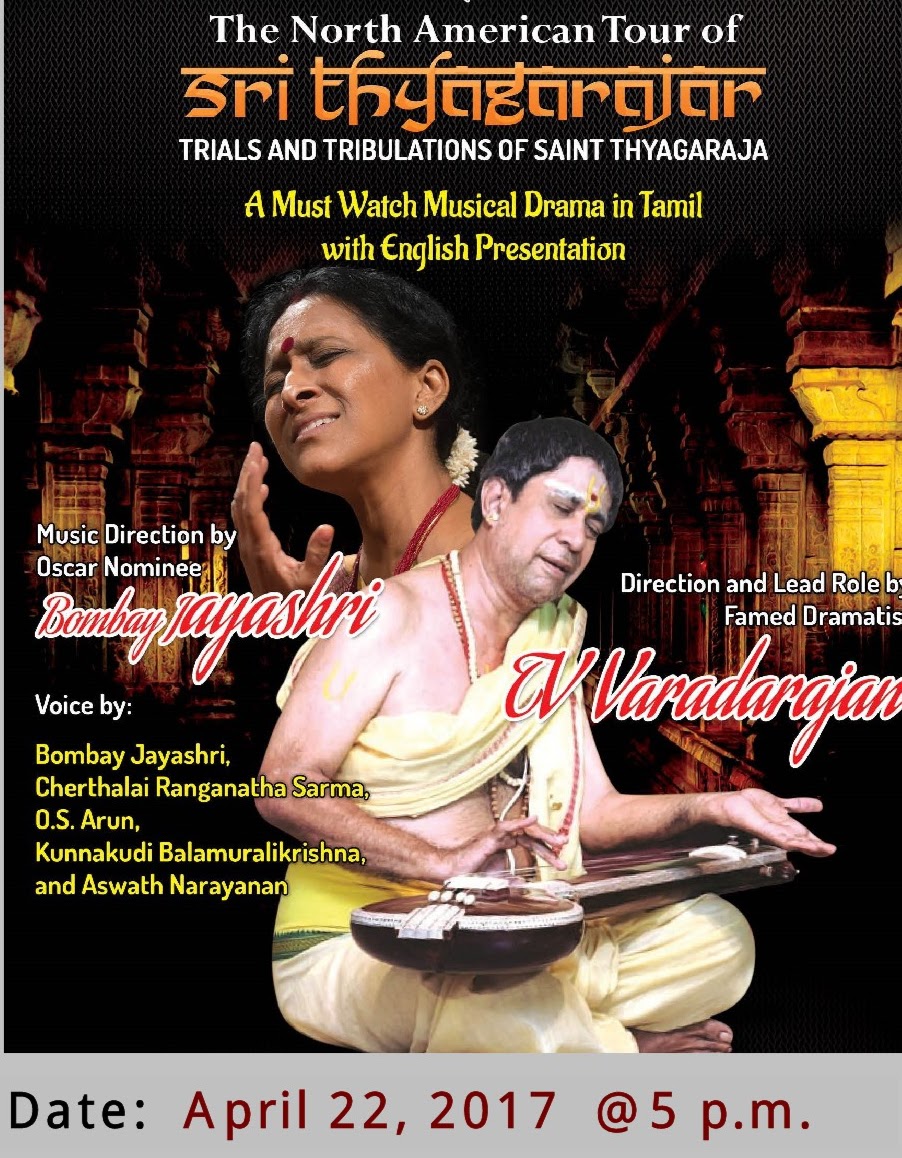 The North American Tour of
Sri Thyagarajar
TRIALS AND TRIBULATIONS OF SAINT THYAGARAJA
A Must Watch Musical Drama in Tamil
with English Presentation
Music Direction by
Oscar Nominee
Bombay Jayashri
Direction and Lead Role by
Famed Dramatis
CV Varadarajan
Voice by:
Bombay Jayashri,
Cherthalai Ranganatha Sarma,
O.S. Arun,
Kunnakudi Balamuralikrishna,
and Aswath Narayanan
Date: April 22, 2017 @ 5 p.m.